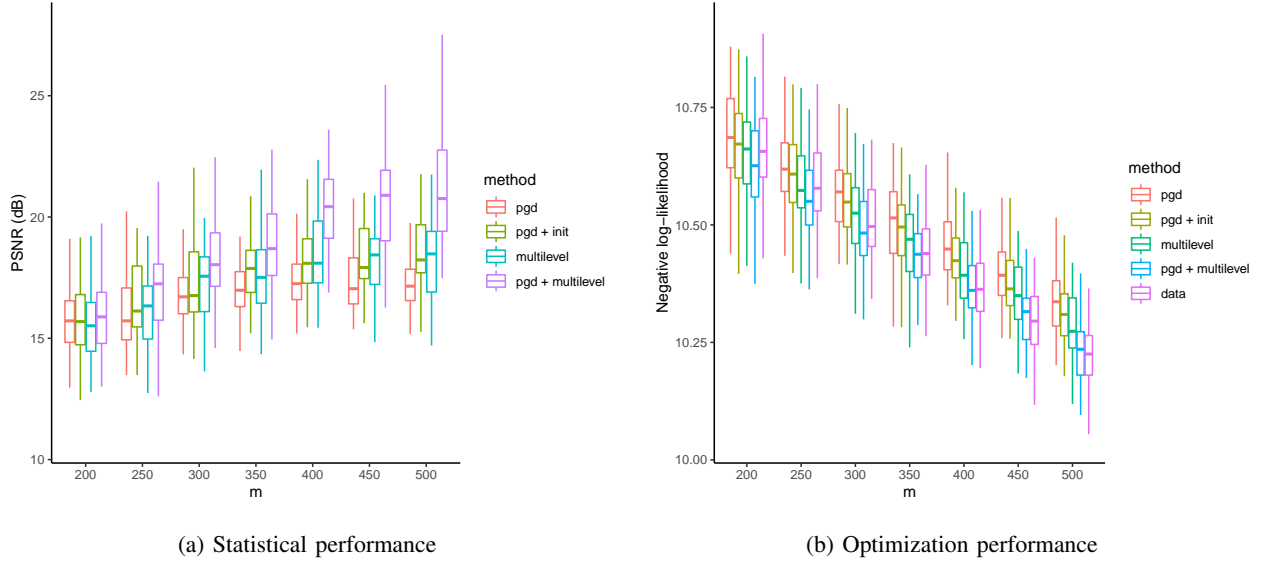 PSNR (dB)
25
20
15
10
200 250 300 350 400 450 500
m
method
pgd
pgd + init
multilevel
pgd + multilevel
(a) Statistical performance
Negative log−likelihood
10.75
10.50
10.25
10.00
200 250 300 350 400 450 500
m
method
pgd
pgd + init
multilevel
pgd + multilevel
data
(b) Optimization performance